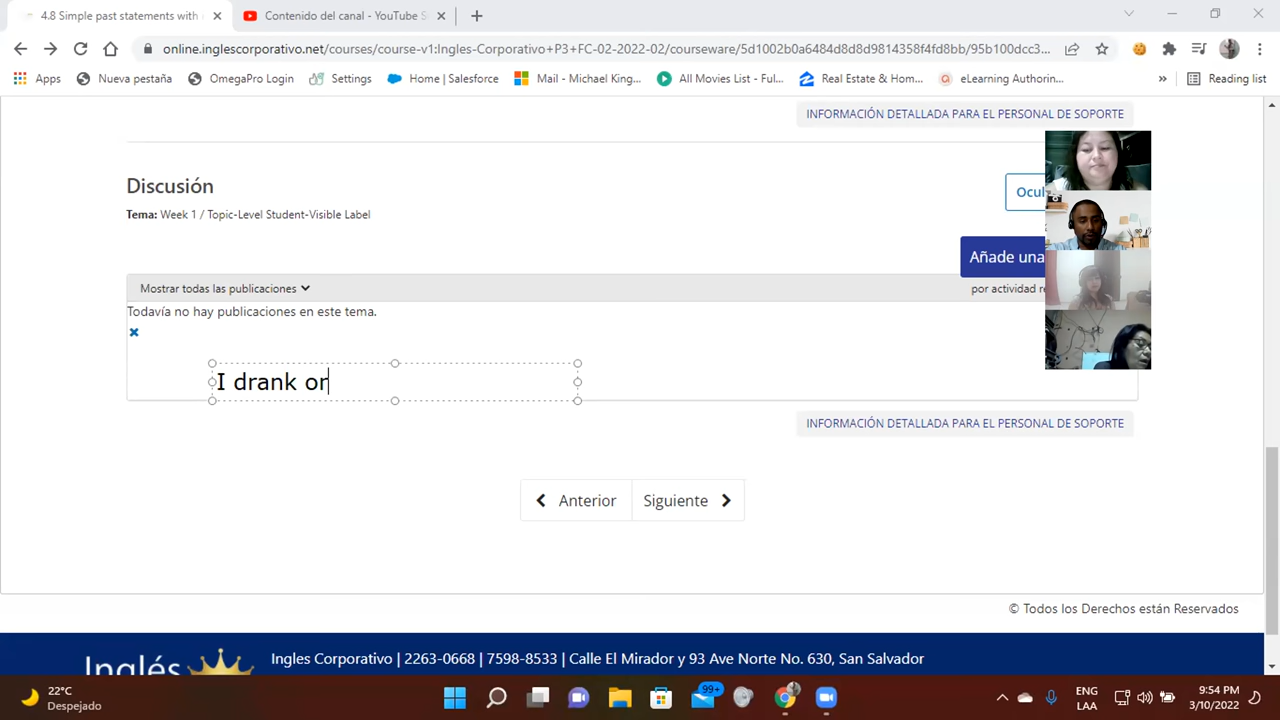 4.8 Simple past statements with
Contenido del canal - YouTube S
online.inglescorporativo.net/courses/course-v1:Ingles-Corporativo+P3+FC-02-2022-02/courseware/5d1002b0a6484d8d8d9814358f4fd8bb/95b100dcc3...
Apps
Nueva pestaña
OmegaPro Login
Settings
Home | Salesforce
Mail - Michael King...
All Movies List - Ful...
Real Estate & Hom...
eLearning Authorin...
»
Reading list
INFORMACIÓN DETALLADA PARA EL PERSONAL DE SOPORTE
Discusión
Ocul
Tema: Week 1 / Topic-Level Student-Visible Label
Añade una
Mostrar todas las publicaciones
por actividad re
Todavía no hay publicaciones en este tema.
I drank or
INFORMACIÓN DETALLADA PARA EL PERSONAL DE SOPORTE
Anterior
Siguiente
© Todos los Derechos están Reservados
Inglés
Ingles Corporativo | 2263-0668 | 7598-8533 | Calle El Mirador y 93 Ave Norte No. 630, San Salvador
22°C
Despejado
99+
ENG
LAA
9:54 PM
3/10/2022